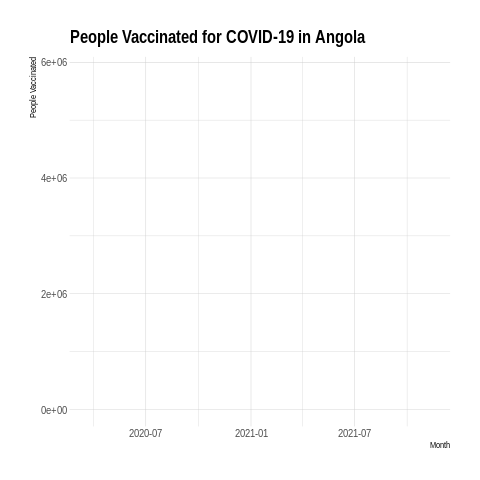 People Vaccinated for COVID-19 in Angola
People Vaccinated
6e+06
4e+06
2e+06
0e+00
2020-07 2021-01 2021-07
Month